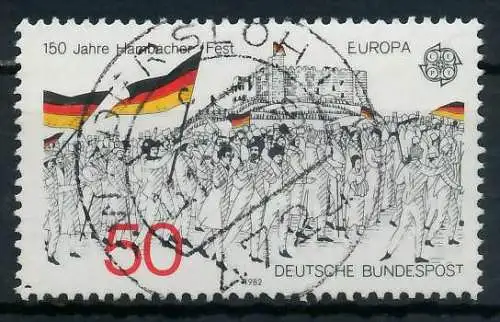 150 Jahre Hambacher Fest
EUROPA
50
1982
DEUTSCHE BUNDESPOST